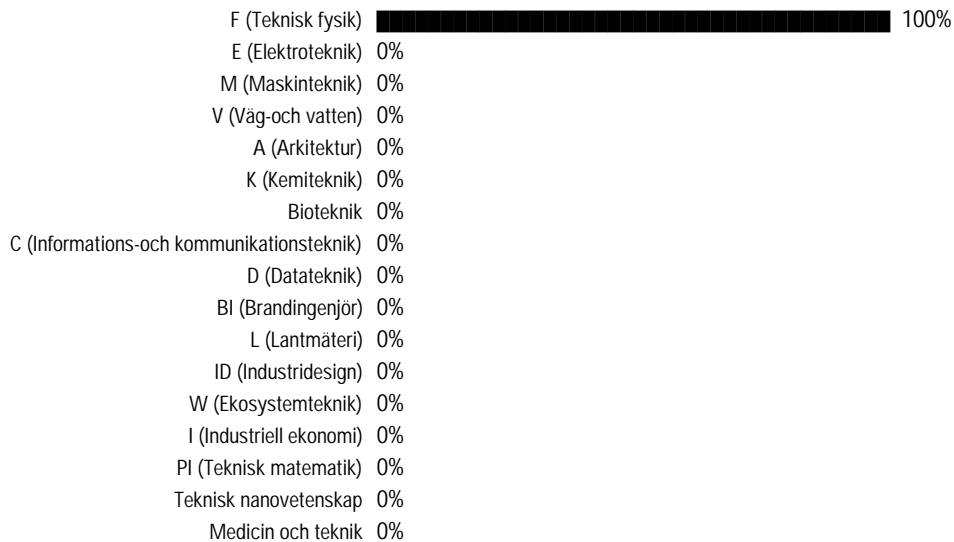 F (Teknisk fysik) 100%
E (Elektroteknik) 0%
M (Maskinteknik) 0%
V (Väg-och vatten) 0%
A (Arkitektur) 0%
K (Kemiteknik) 0%
Bioteknik 0%
C (Informations-och kommunikationsteknik) 0%
D (Datateknik) 0%
BI (Brandingenjör) 0%
L (Lantmäteri) 0%
ID (Industridesign) 0%
W (Ekosystemteknik) 0%
I (Industriell ekonomi) 0%
PI (Teknisk matematik) 0%
Teknisk nanovetenskap 0%
Medicin och teknik 0%